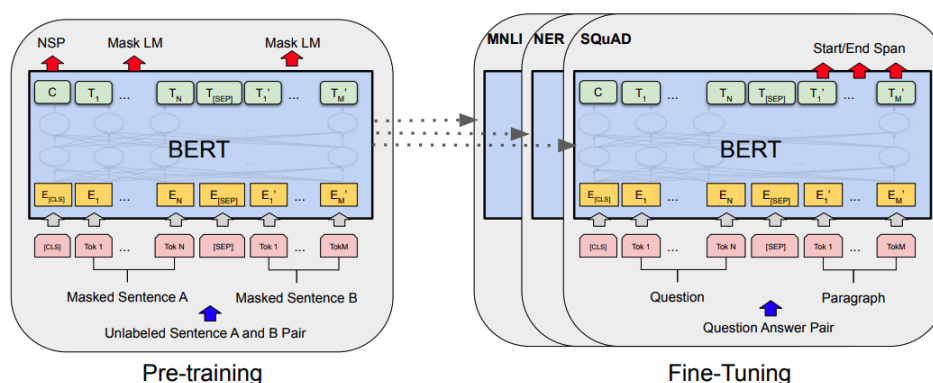 NSP Mask LM Mask LM
C T1 ... TN T[SEP] T1' ... TM'
...
BERT
...
E[CLS] E1 ... EN E[SEP] E1' ... EM'
[CLS] Tok 1 ... Tok N [SEP] Tok 1 ... TokM
Masked Sentence A Masked Sentence B
Unlabeled Sentence A and B Pair
Pre-training
MNLI NER SQuAD
Start/End Span
C T1 ... TN T[SEP] T1' ... TM'
...
BERT
...
E[CLS] E1 ... EN E[SEP] E1' ... EM'
[CLS] Tok 1 ... Tok N [SEP] Tok 1 ... TokM
Question Paragraph
Question Answer Pair
Fine-Tuning